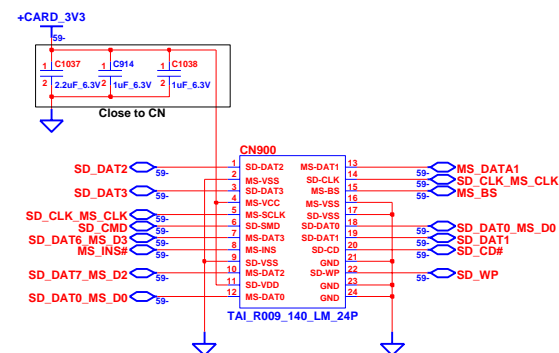 +CARD_3V3
59-
1 C1037 1 C914 1 C1038
2 2.2uF_6.3V 2 1uF_6.3V 2 1uF_6.3V
Close to CN
CN900
SD_DAT2 59- 1 SD-DAT2 MS-DAT1 13 59- MS_DATA1
2 MS-VSS SD-CLK 14 59- SD_CLK_MS_CLK
SD_DAT3 59- 3 SD-DAT3 MS-BS 15 59- MS_BS
4 MS-VCC MS-VSS 16
SD_CLK_MS_CLK 59- 5 MS-SCLK SD-VSS 17
SD_CMD 59- 6 SD-SMD SD-DAT0 18 59- SD_DAT0_MS_D0
SD_DAT6_MS_D3 59- 7 MS-DAT3 SD-DAT1 19 59- SD_DAT1
MS_INS# 59- 8 MS-INS SD-CD 20 59- SD_CD#
9 SD-VSS GND 21
SD_DAT7_MS_D2 59- 10 MS-DAT2 SD-WP 22 59- SD_WP
11 SD-VDD GND 23
SD_DAT0_MS_D0 59- 12 MS-DAT0 GND 24
TAI_R009_140_LM_24P